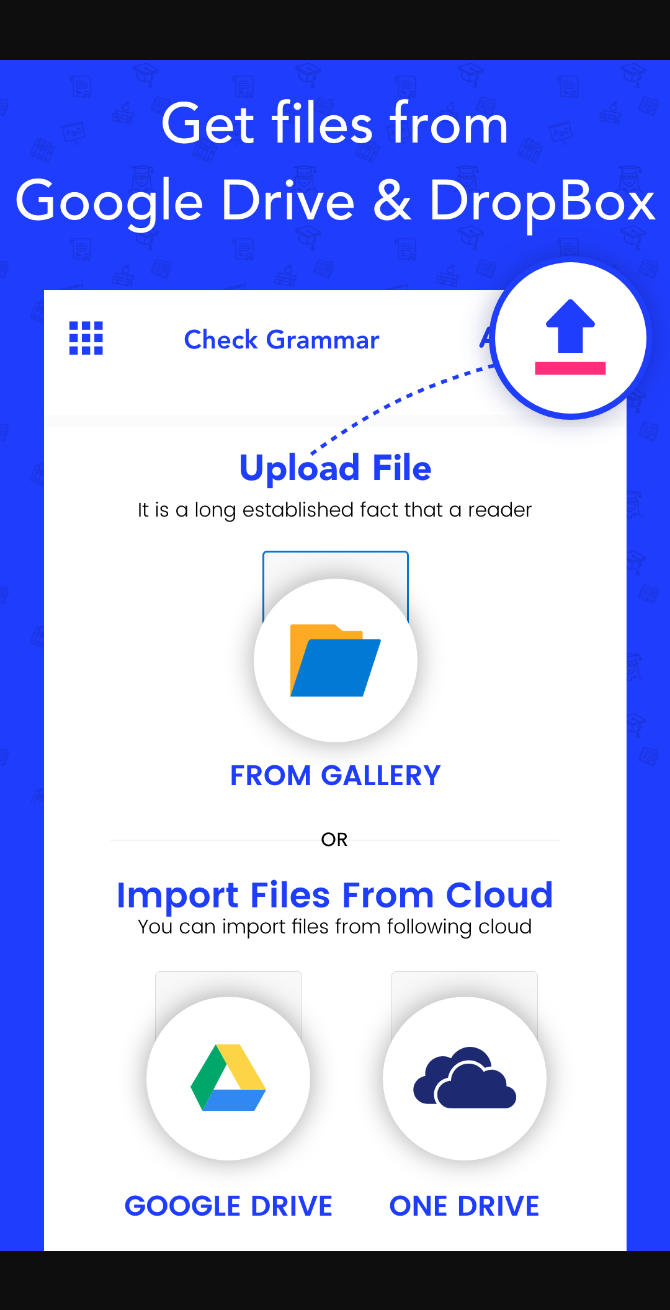 Get files from
Google Drive & DropBox
Check Grammar
Upload File
It is a long established fact that a reader
FROM GALLERY
OR
Import Files From Cloud
You can import files from following cloud
GOOGLE DRIVE
ONE DRIVE